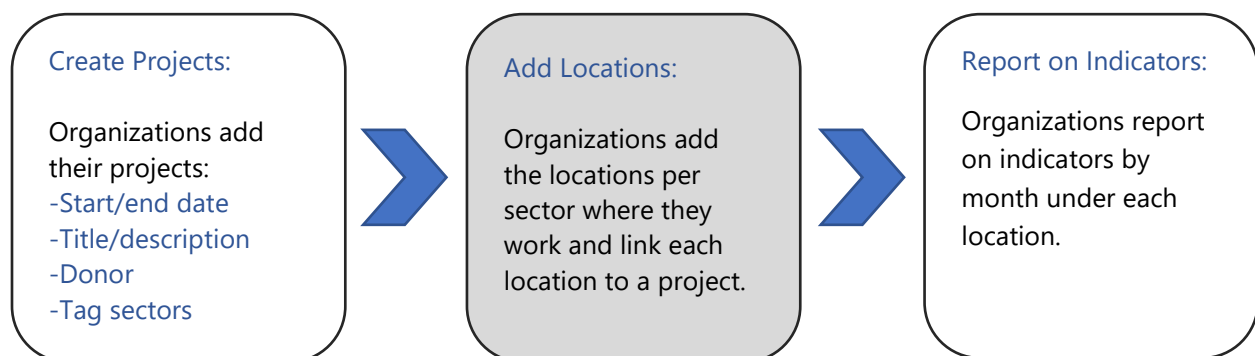 Create Projects:
Organizations add
their projects:
-Start/end date
-Title/description
-Donor
-Tag sectors
Add Locations:
Organizations add
the locations per
sector where they
work and link each
location to a project.
Report on Indicators:
Organizations report
on indicators by
month under each
location.